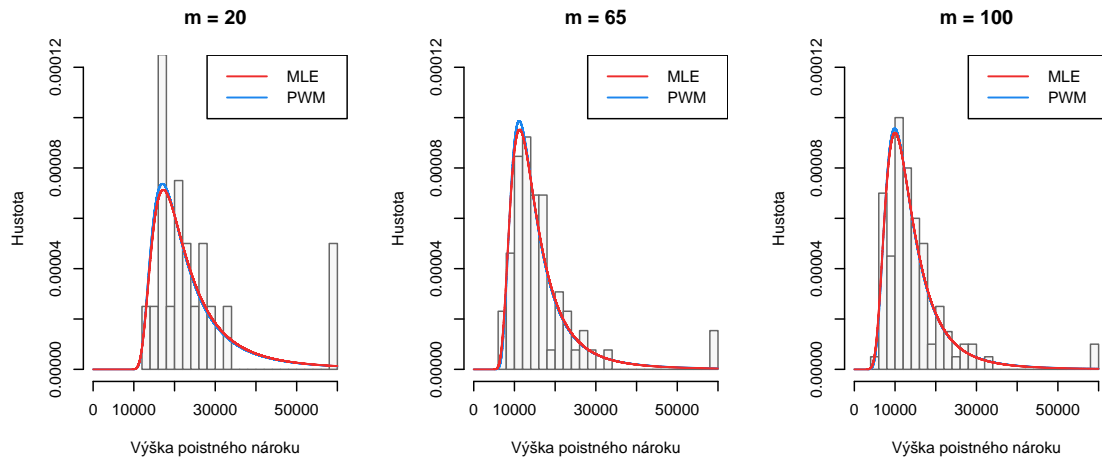 m = 20
MLE
PWM
0.00000 0.00004 0.00008 0.00012
Hustota
0 10000 30000 50000
Výška poistného nároku
m = 65
MLE
PWM
0.00000 0.00004 0.00008 0.00012
Hustota
0 10000 30000 50000
Výška poistného nároku
m = 100
MLE
PWM
0.00000 0.00004 0.00008 0.00012
Hustota
0 10000 30000 50000
Výška poistného nároku